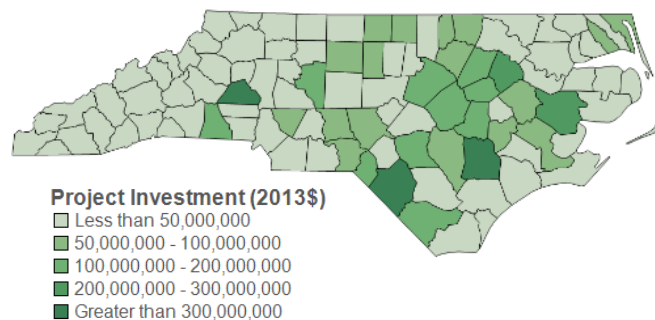 Project Investment (2013$)
Less than 50,000,000
50,000,000 - 100,000,000
100,000,000 - 200,000,000
200,000,000 - 300,000,000
Greater than 300,000,000